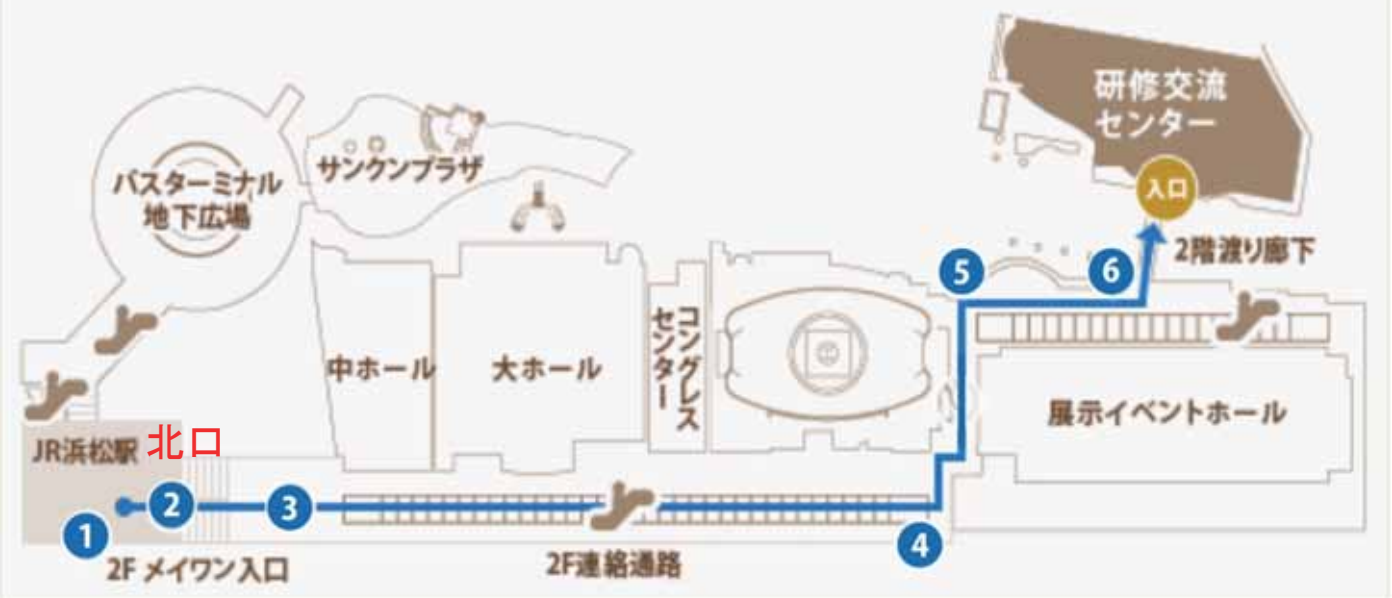 研修交流
センター
入口
2階渡り廊下
バスターミナル
地下広場
サンクンプラザ
5
6
中ホール
大ホール
コングレス
センター
展示イベントホール
JR浜松駅
北口
1
2
3
4
2F メイワン入口
2F連絡通路